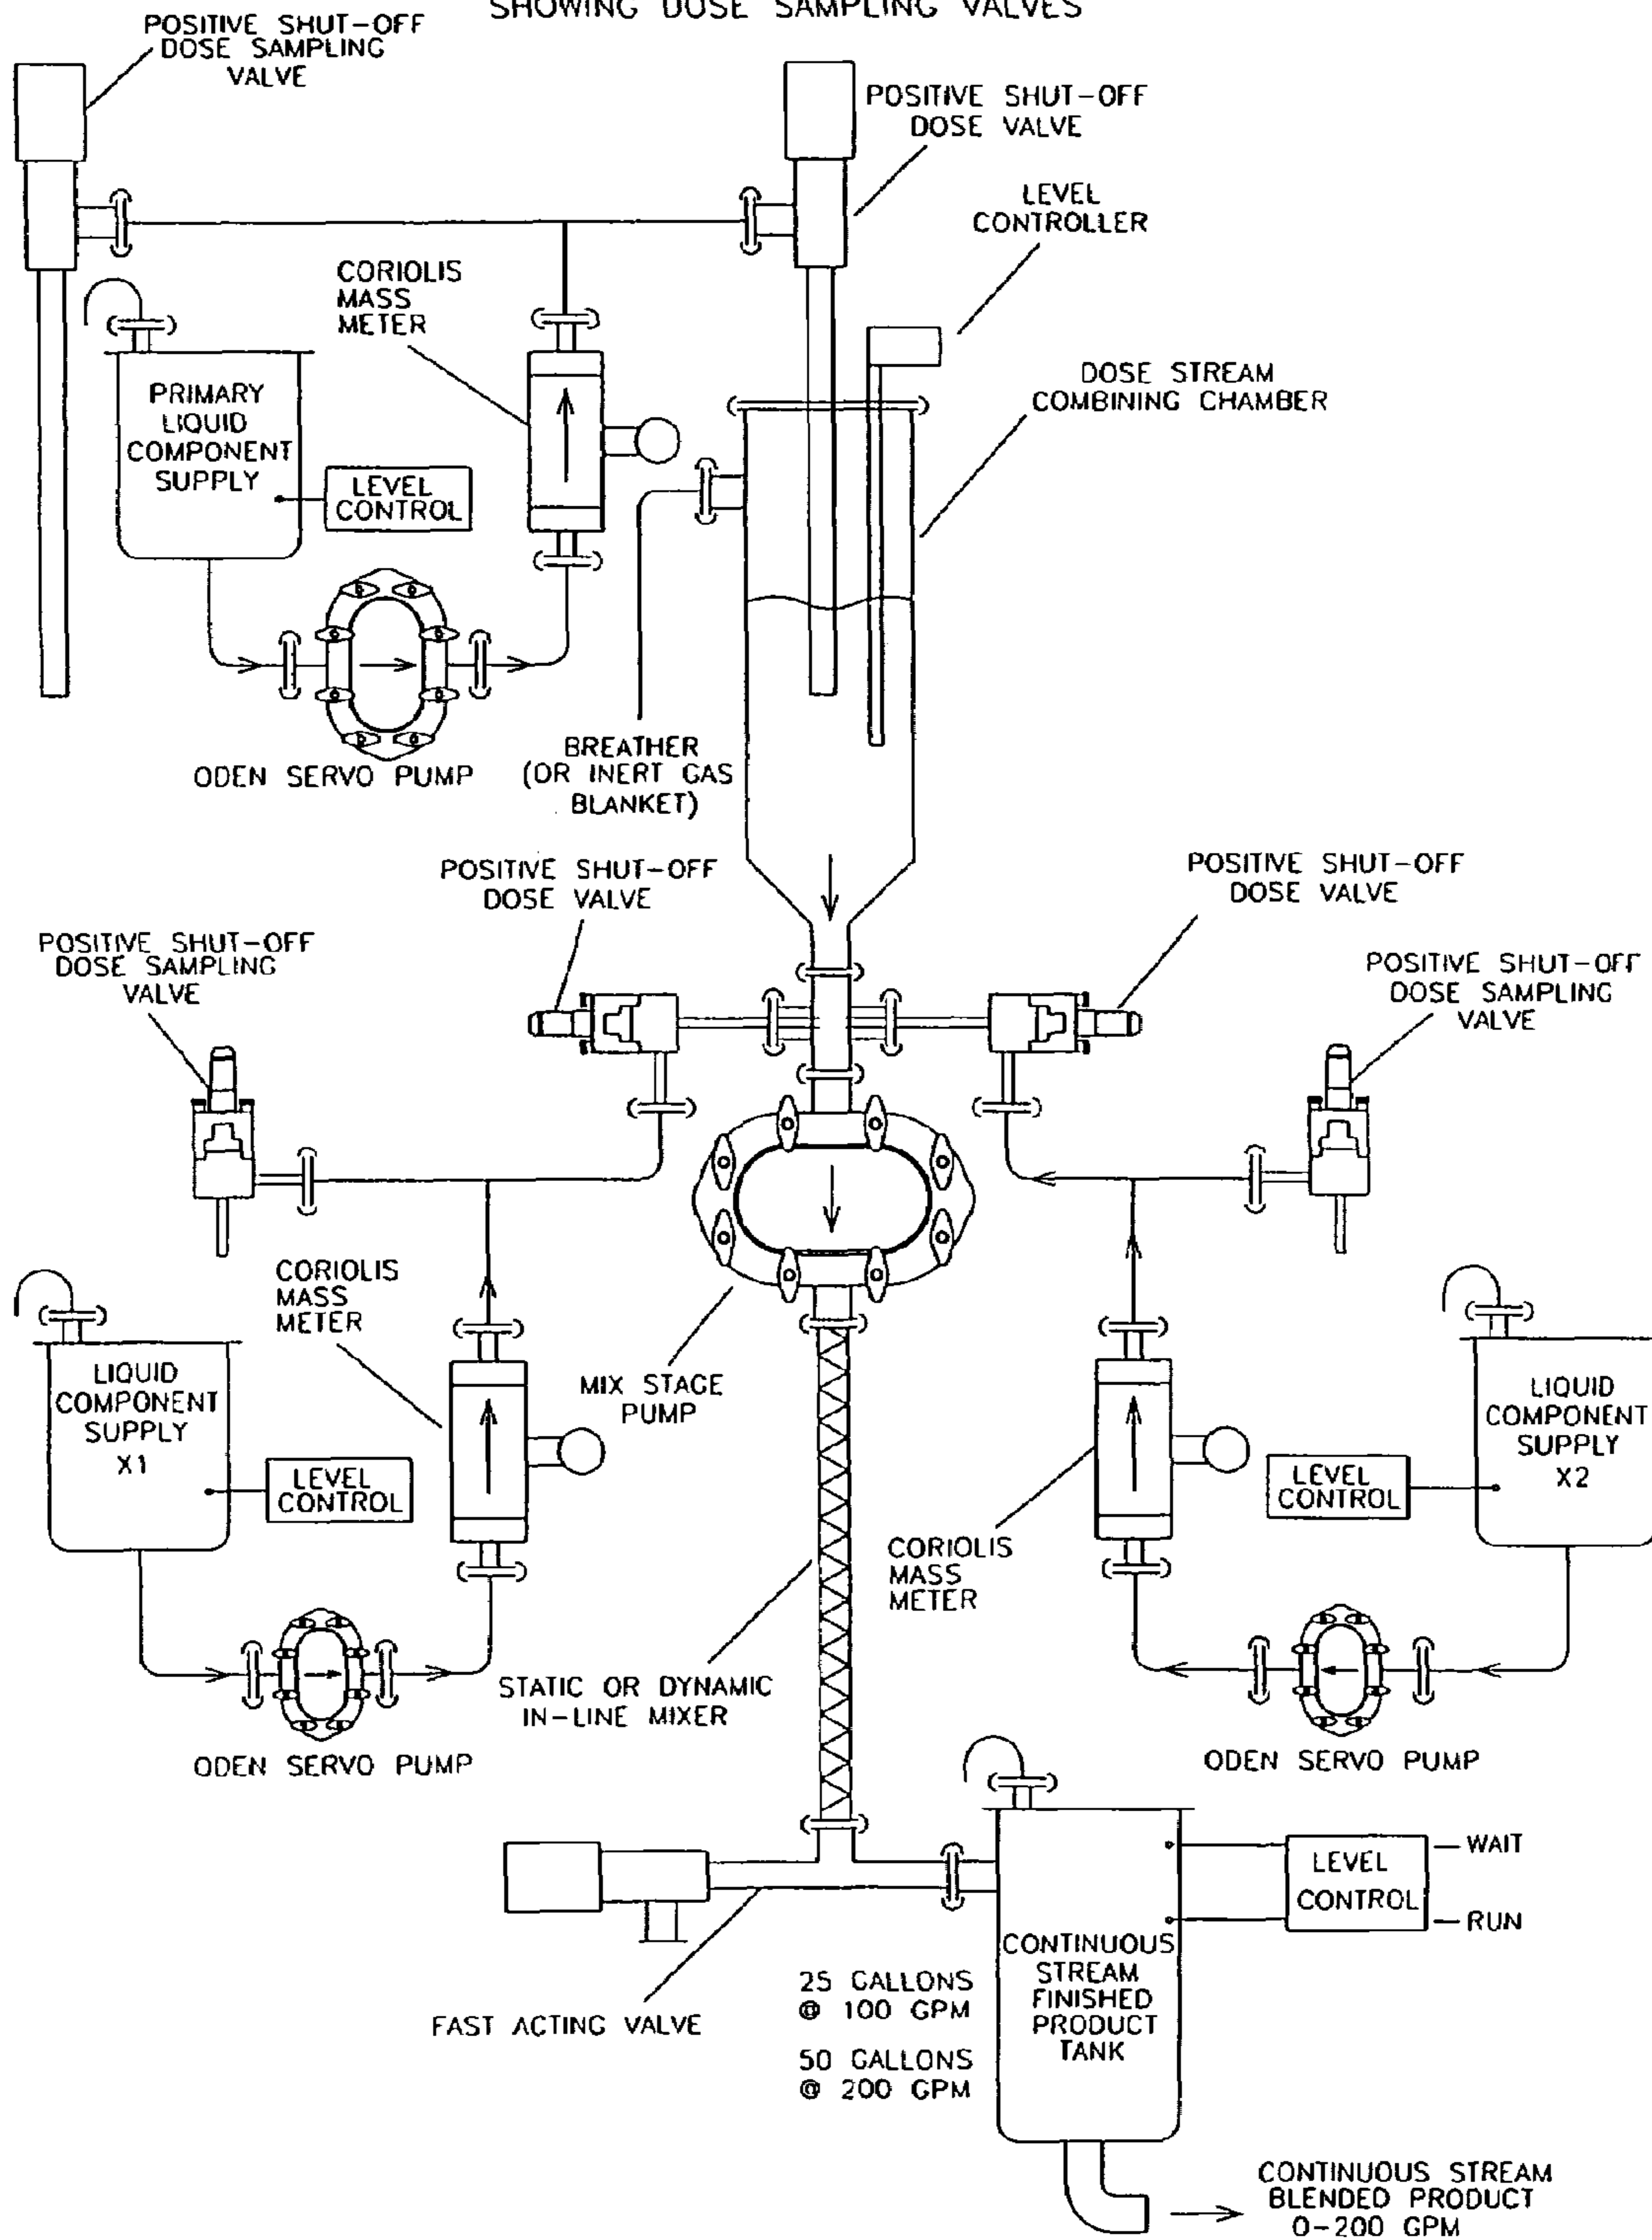 SHOWING DOSE SAMPLING VALVES
POSITIVE SHUT-OFF
DOSE SAMPLING
VALVE
POSITIVE SHUT-OFF
DOSE VALVE
LEVEL
CONTROLLER
CORIOLIS
MASS
METER
DOSE STREAM
COMBINING CHAMBER
PRIMARY
LIQUID
COMPONENT
SUPPLY
LEVEL
CONTROL
ODEN SERVO PUMP
BREATHER
(OR INERT GAS
BLANKET)
POSITIVE SHUT-OFF
DOSE VALVE
POSITIVE SHUT-OFF
DOSE VALVE
POSITIVE SHUT-OFF
DOSE SAMPLING
VALVE
POSITIVE SHUT-OFF
DOSE SAMPLING
VALVE
CORIOLIS
MASS
METER
LIQUID
COMPONENT
SUPPLY
X1
LEVEL
CONTROL
MIX STAGE
PUMP
LIQUID
COMPONENT
SUPPLY
X2
LEVEL
CONTROL
CORIOLIS
MASS
METER
STATIC OR DYNAMIC
IN-LINE MIXER
ODEN SERVO PUMP
ODEN SERVO PUMP
LEVEL
CONTROL
WAIT
RUN
CONTINUOUS
STREAM
FINISHED
PRODUCT
TANK
25 GALLONS
@ 100 GPM
50 GALLONS
@ 200 GPM
FAST ACTING VALVE
CONTINUOUS STREAM
BLENDED PRODUCT
0-200 GPM